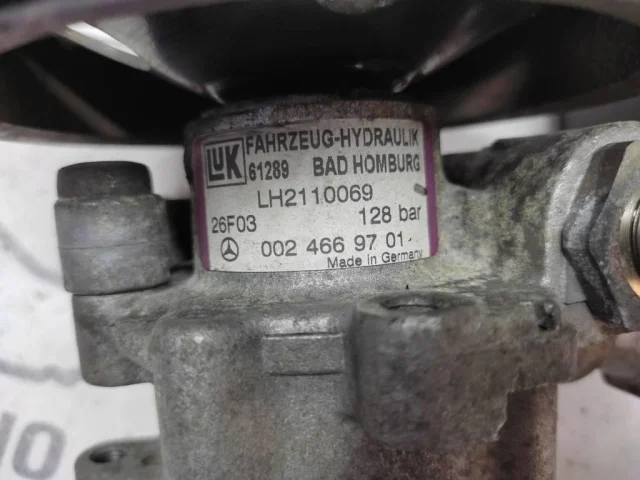 LUK FAHRZEUG-HYDRAULIK
61289 BAD HOMBURG
LH2110069
26F03 128 bar
002 466 97 01
Made in Germany